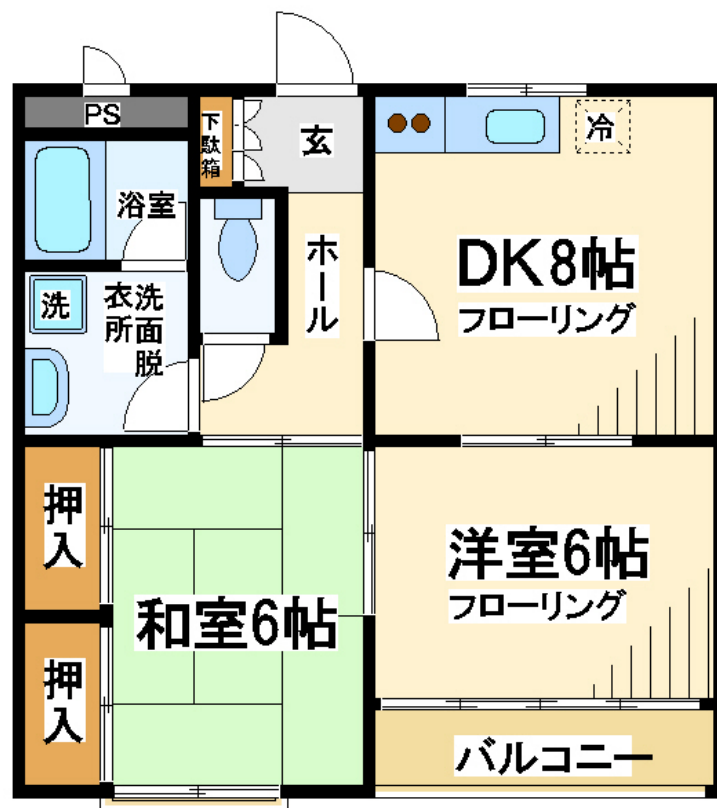 PS
下駄箱
玄
冷
浴室
ホール
DK8帖
フローリング
洗
洗面脱
衣所
押入
和室6帖
洋室6帖
フローリング
押入
バルコニー